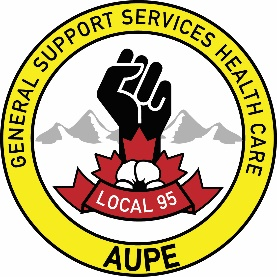 GENERAL SUPPORT SERVICES HEALTH CARE
LOCAL 95
AUPE